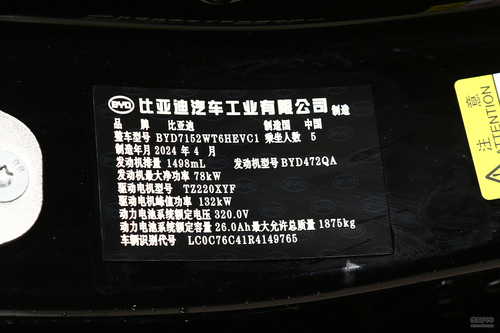 BYD 比亚迪汽车工业有限公司 制造
品 牌 比亚迪 制造国 中国
整车型号 BYD7152WT6HEVC1 乘坐人数 5
制造年月 2024 年 4 月
发动机排量 1498mL 发动机型号 BYD472QA
发动机最大净功率 78kW
驱动电机型号 TZ220XYF
驱动电机峰值功率 132kW
动力电池系统额定电压 320.0V
动力电池系统额定容量 26.0Ah 最大允许总质量 1875kg
车辆识别代号 LC0C76C41R4149765
注意
ATTENTION